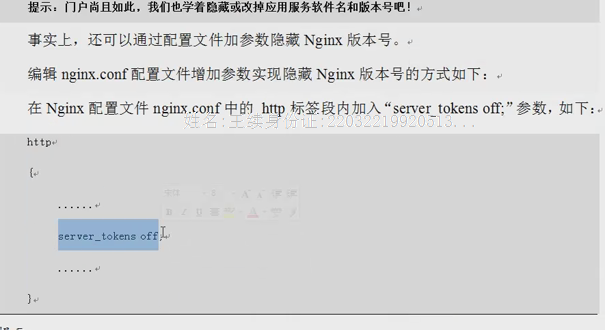 提示：门户尚且如此，我们也学着隐藏或改掉应用服务软件名和版本号吧！
事实上，还可以通过配置文件加参数隐藏 Nginx 版本号。
编辑 nginx.conf 配置文件增加参数实现隐藏 Nginx 版本号的方式如下：
在 Nginx 配置文件 nginx.conf 中的 http 标签段内加入“server_tokens off;”参数，如下：
姓名:王续身份证:22032219920513...
http
{
......
server_tokens off
......
}